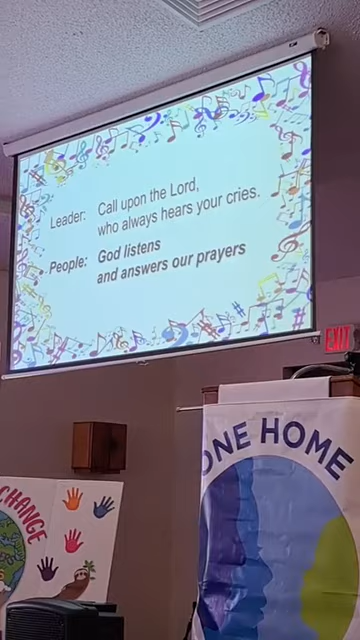 Leader: Call upon the Lord,
who always hears your cries.
People: God listens
and answers our prayers
EXIT
ONE HOME
CHANGE